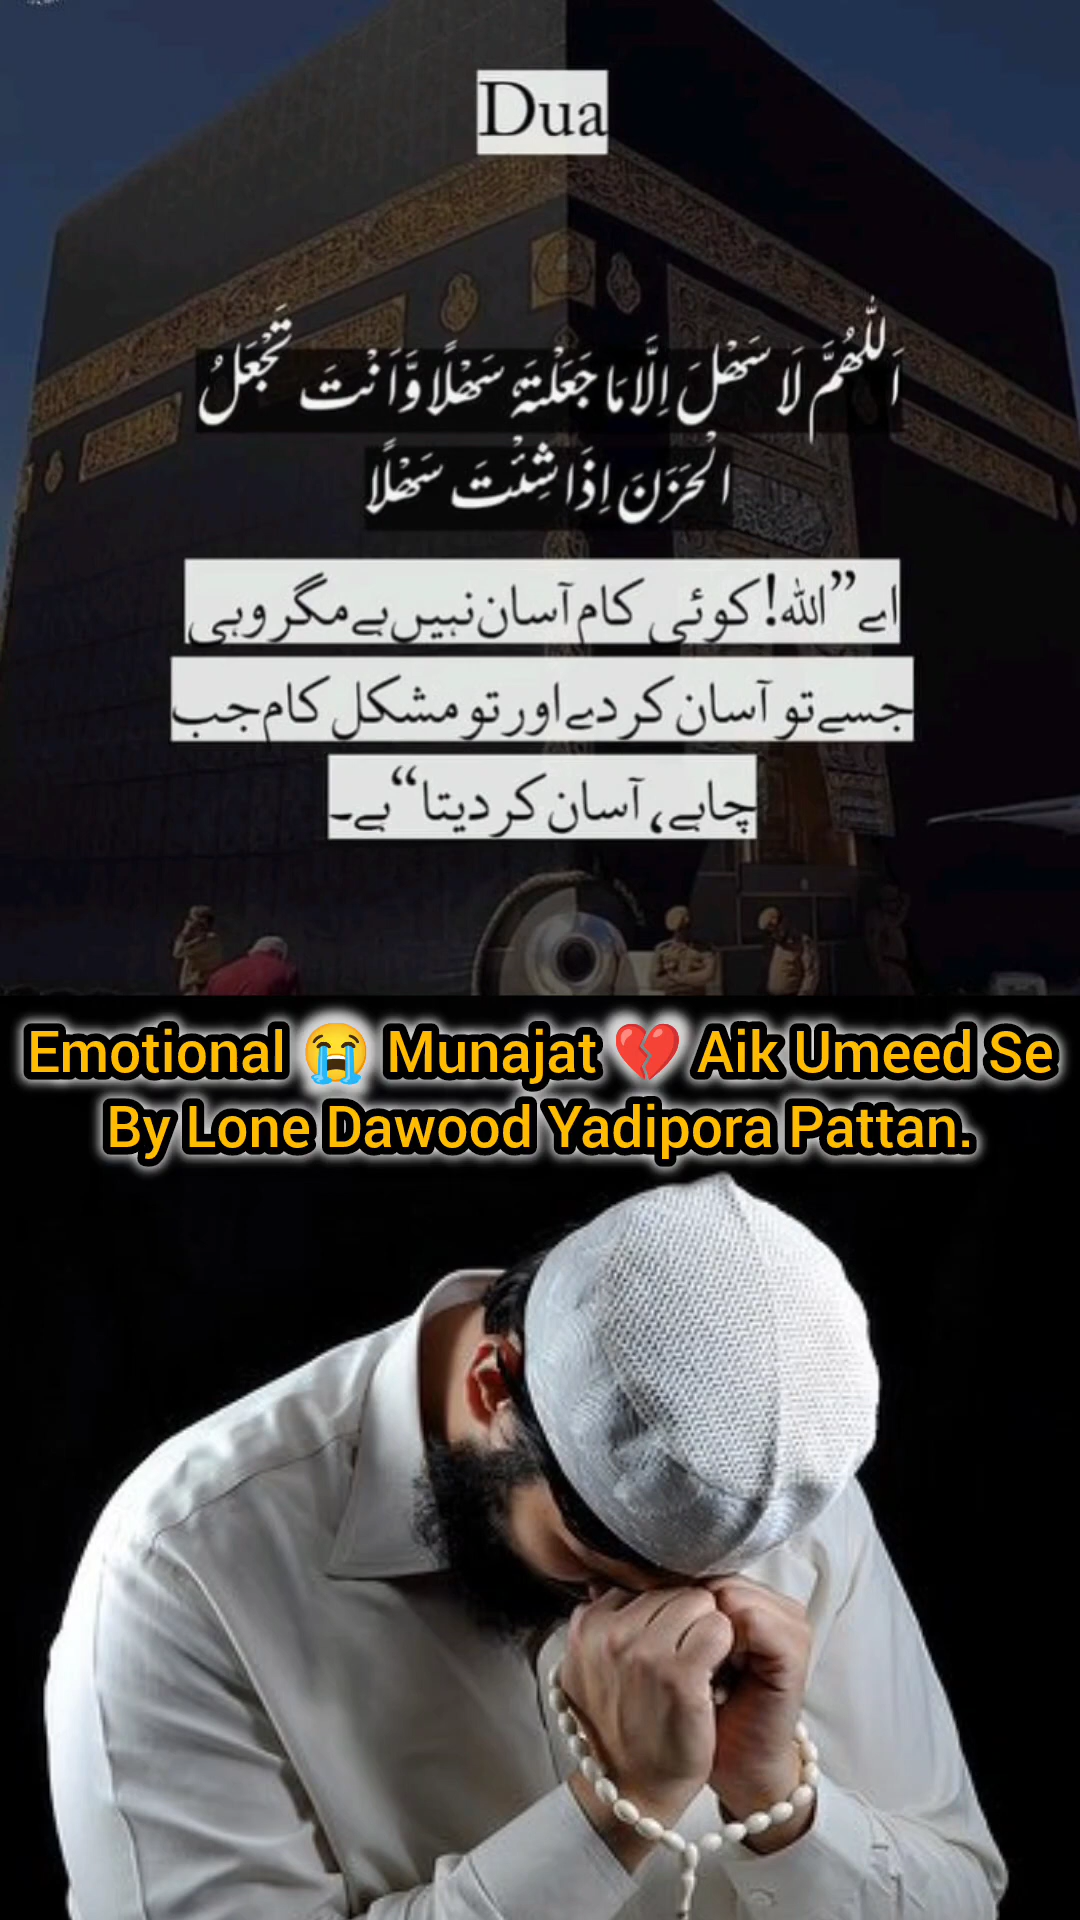 Dua
اَللّٰهُمَّ لَا سَهْلَ اِلَّا مَا جَعَلْتَهٗ سَهْلًا وَّاَنْتَ تَجْعَلُ
الْحَزَنَ اِذَا شِئْتَ سَهْلًا
اے ”اللہ! کوئی کام آسان نہیں ہے مگر وہی
جسے تو آسان کر دے اور تو مشکل کام جب
چاہے، آسان کر دیتا“ ہے۔
Emotional 😭 Munajat 💔 Aik Umeed Se
By Lone Dawood Yadipora Pattan.